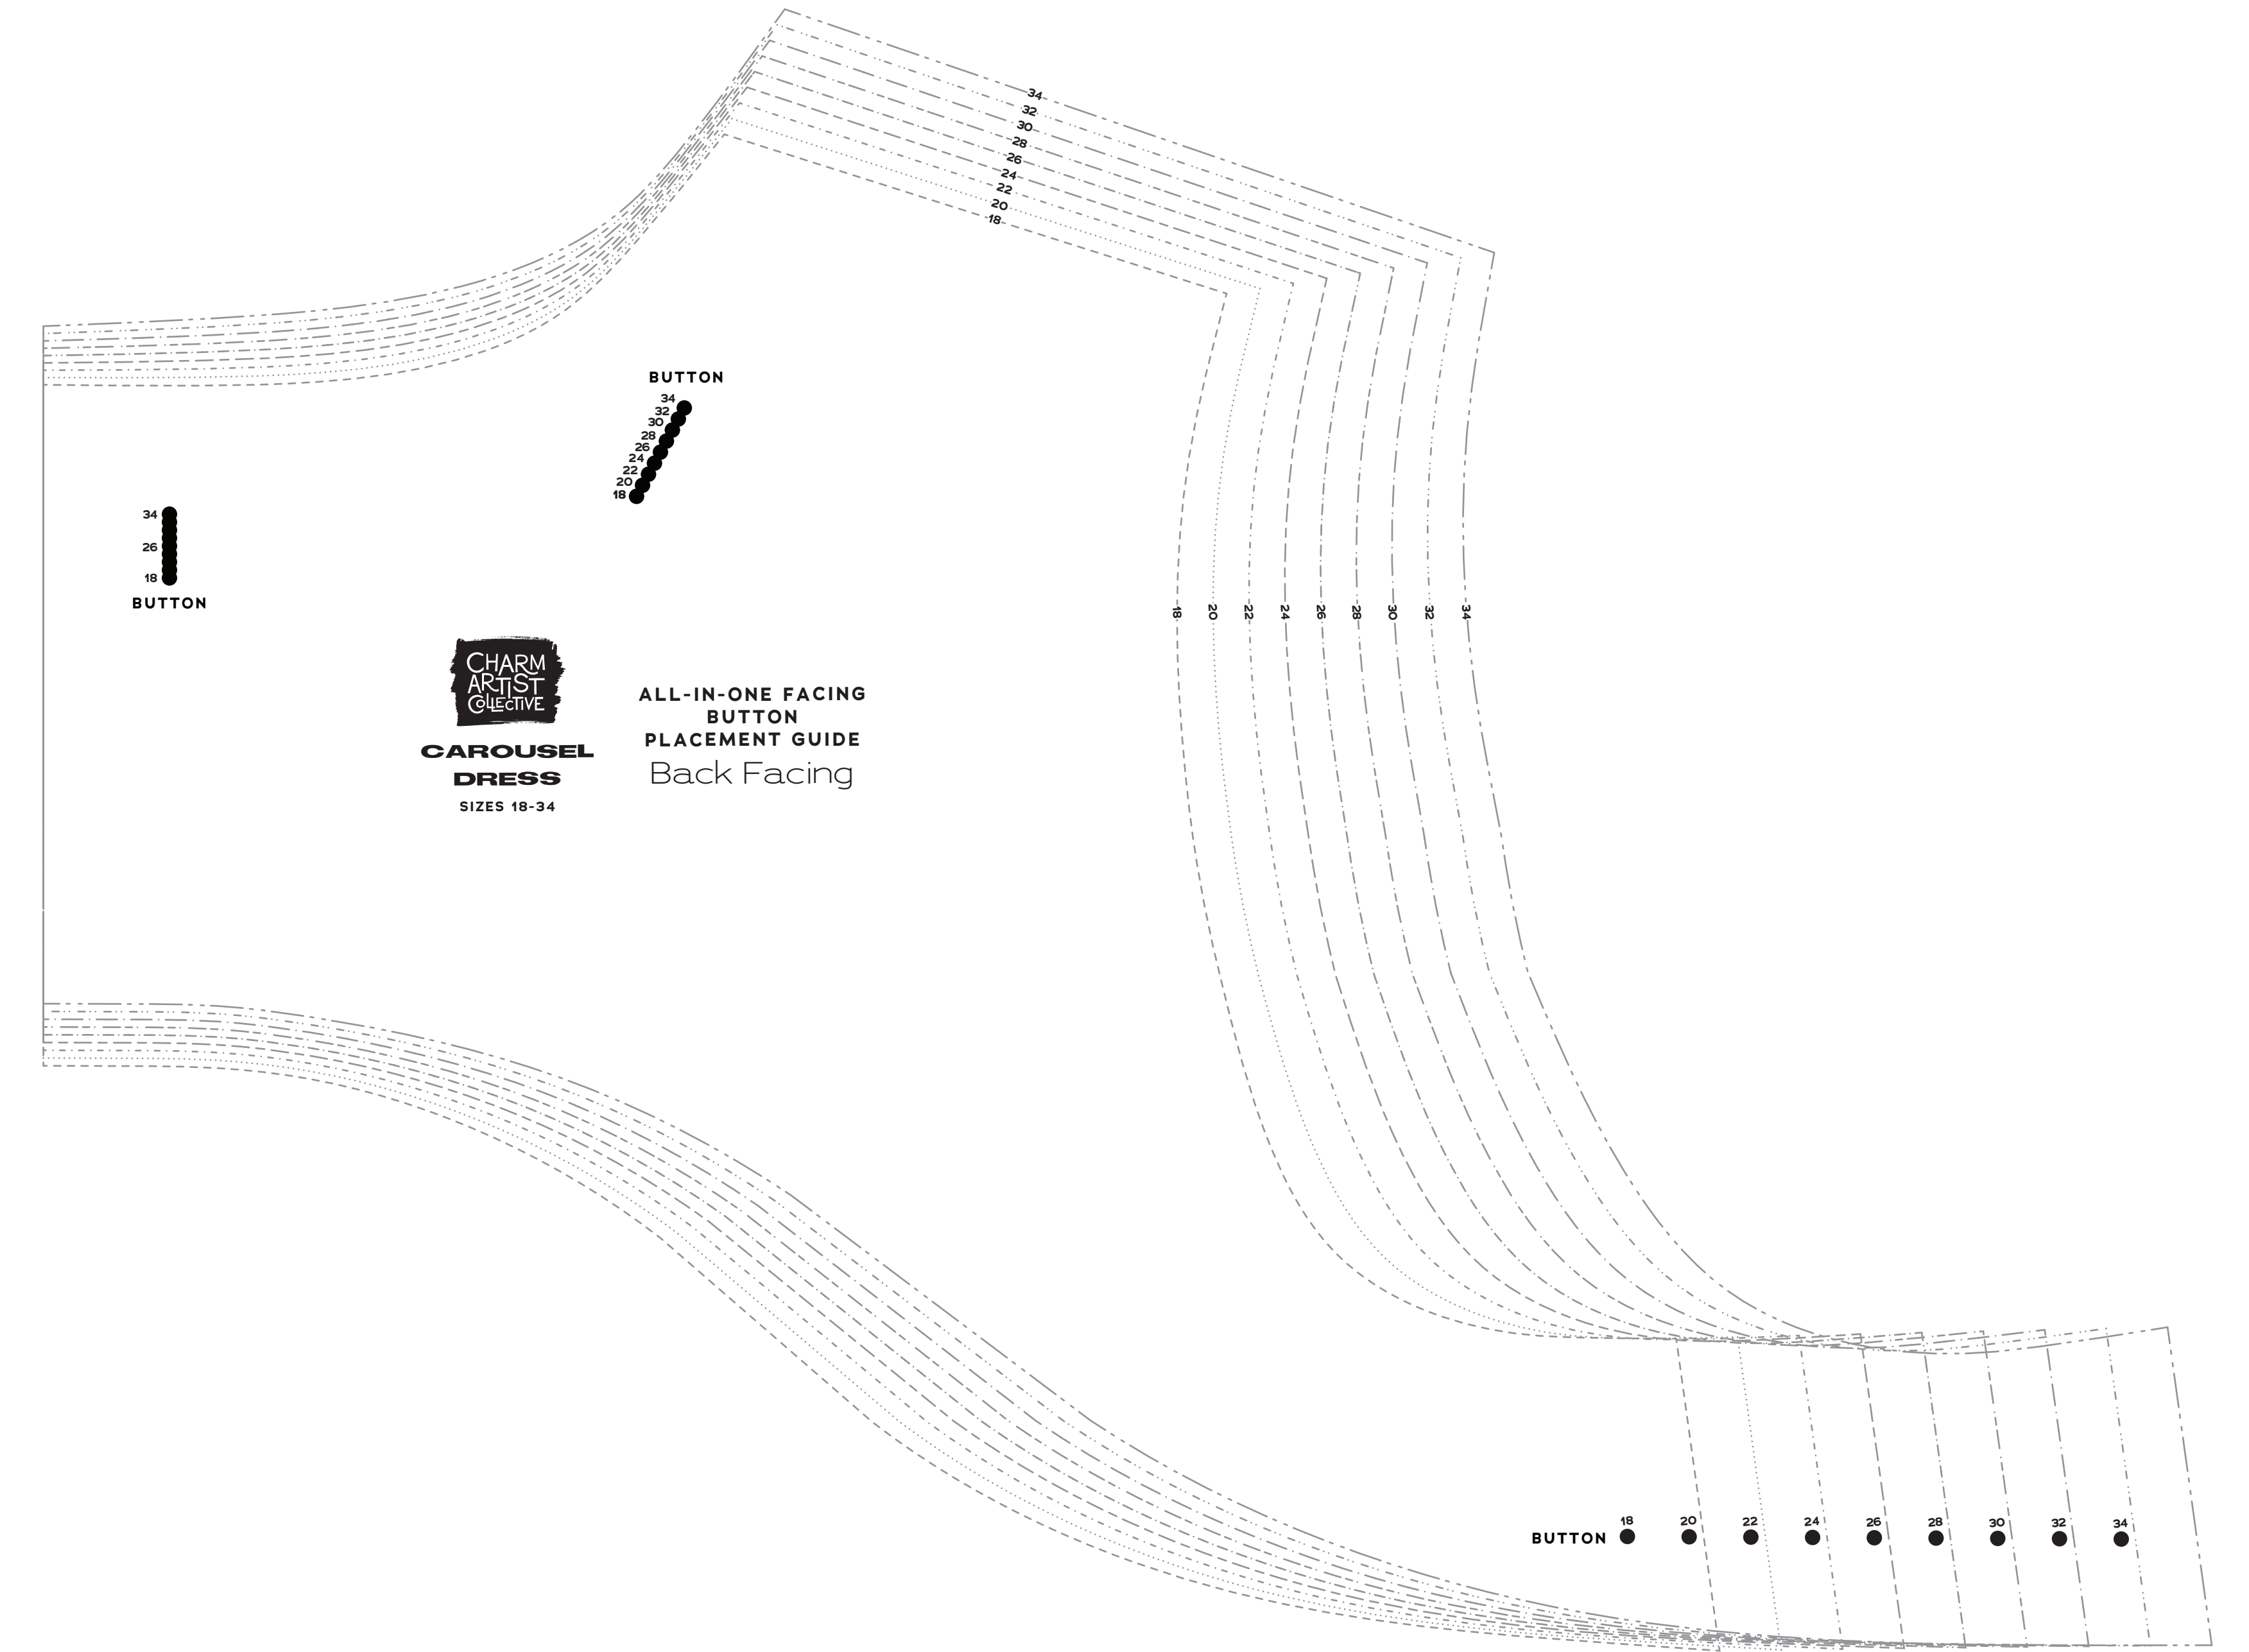 34
32
30
28
26
24
22
20
18
BUTTON
34
32
30
28
26
24
22
20
18
34
26
18
BUTTON
18 20 22 24 26 28 30 32 34
CHARM
ARTIST
COLLECTIVE
CAROUSEL
DRESS
SIZES 18-34
ALL-IN-ONE FACING
BUTTON
PLACEMENT GUIDE
Back Facing
18 20 22 24 26 28 30 32 34
BUTTON